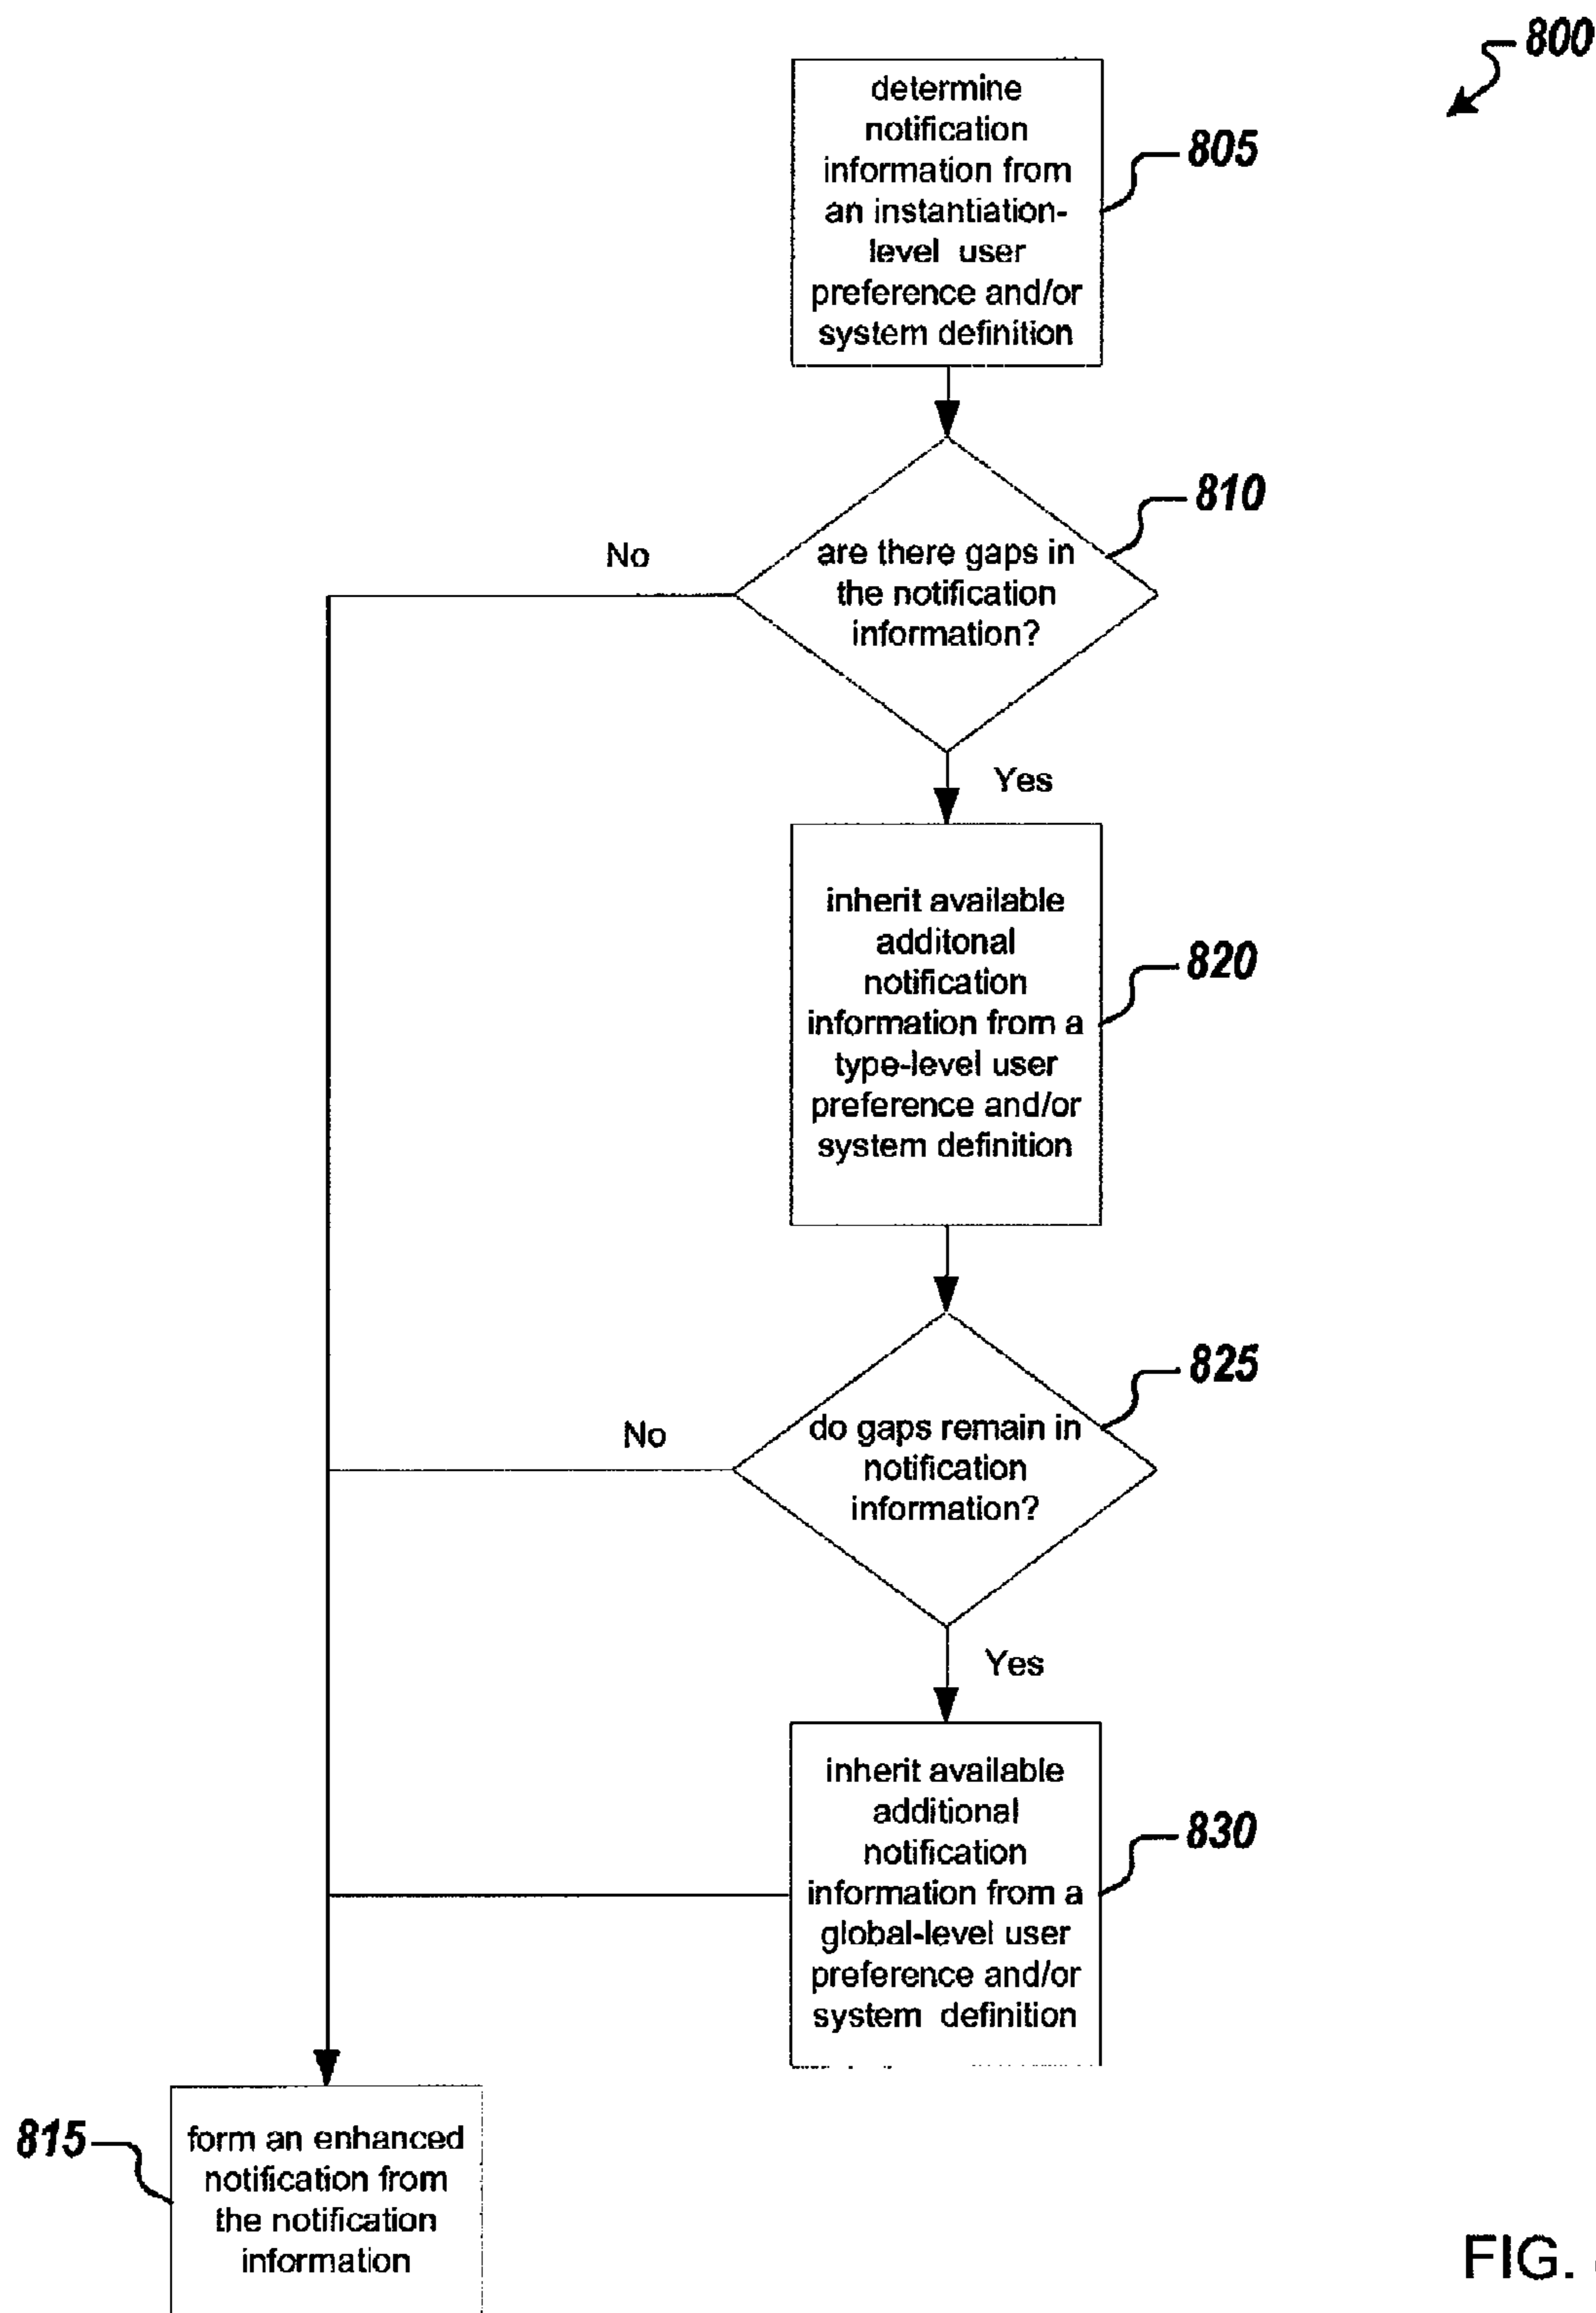 800
determine
notification
information from
an instantiation-
level user
preference and/or
system definition
805
810
are there gaps in
the notification
information?
No
Yes
inherit available
additonal
notification
information from a
type-level user
preference and/or
system definition
820
825
do gaps remain in
notification
information?
No
Yes
inherit available
additional
notification
information from a
global-level user
preference and/or
system definition
830
815
form an enhanced
notification from
the notification
information
FIG.